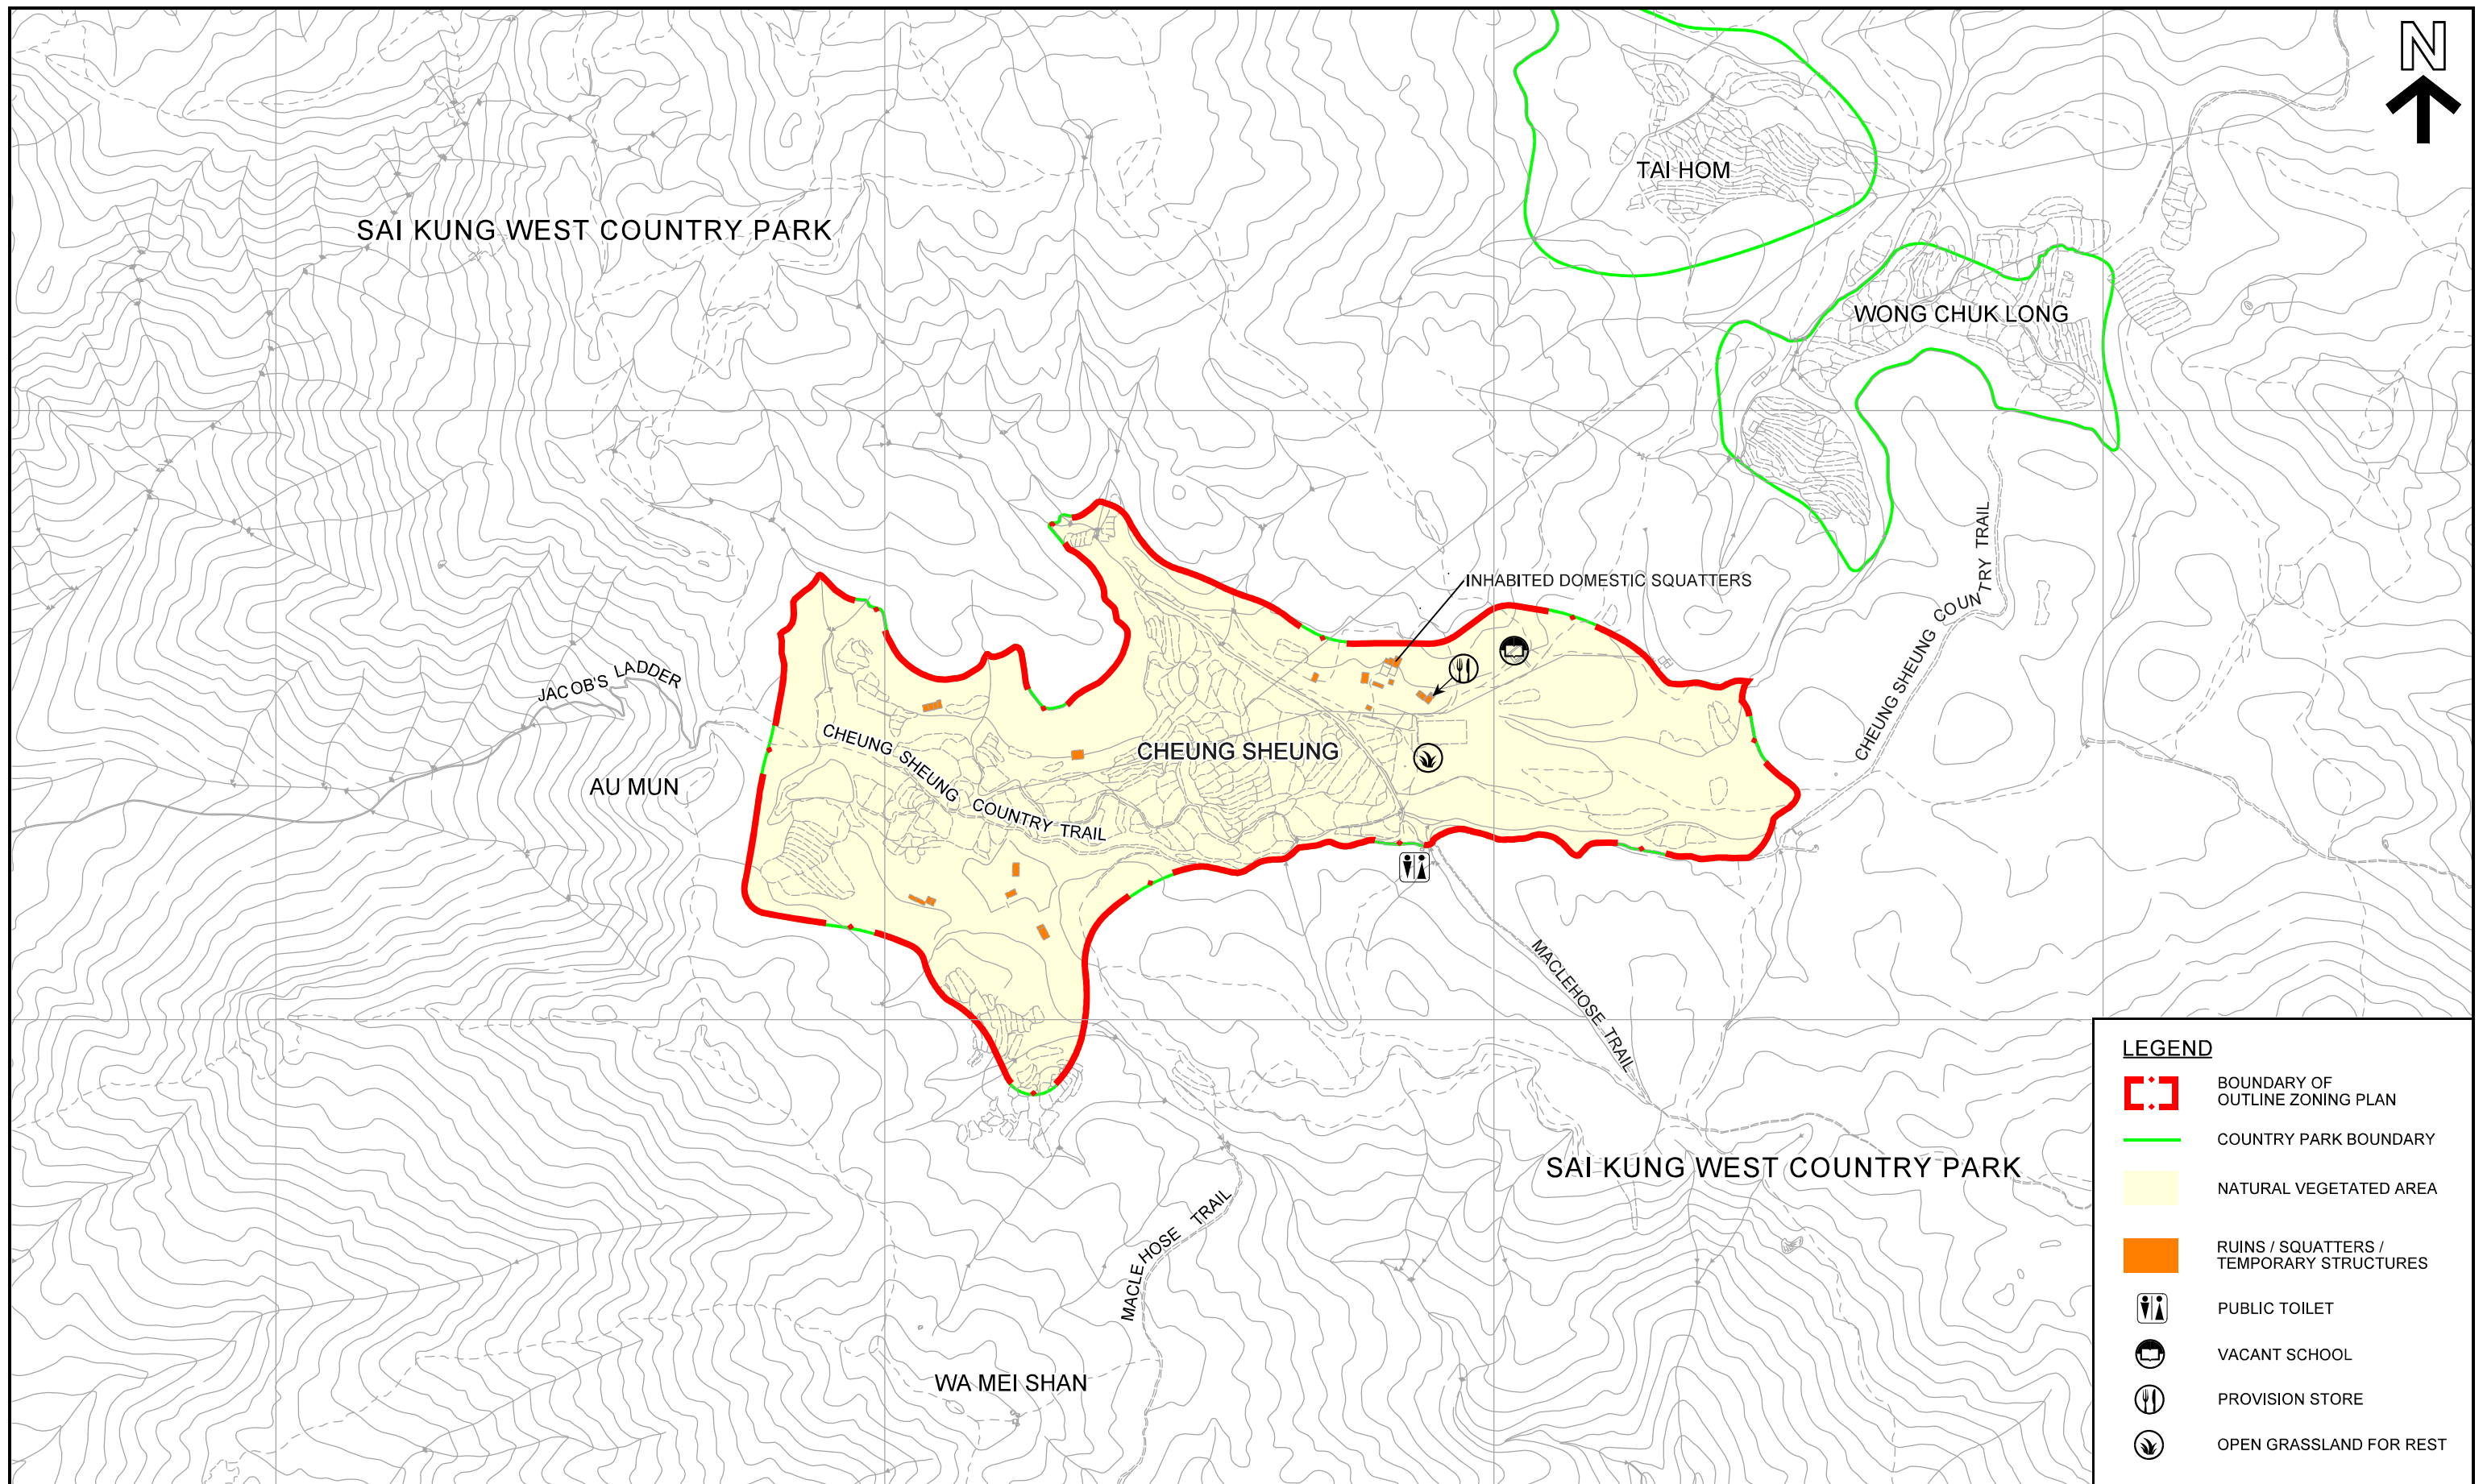 N
TAI HOM
SAI KUNG WEST COUNTRY PARK
WONG CHUK LONG
INHABITED DOMESTIC SQUATTERS
CHEUNG SHEUNG COUNTRY TRAIL
JACOB'S LADDER
CHEUNG SHEUNG
AU MUN
CHEUNG SHEUNG COUNTRY TRAIL
MACLEHOSE TRAIL
SAI KUNG WEST COUNTRY PARK
MACLEHOSE TRAIL
WA MEI SHAN
LEGEND
BOUNDARY OF
OUTLINE ZONING PLAN
COUNTRY PARK BOUNDARY
NATURAL VEGETATED AREA
RUINS / SQUATTERS /
TEMPORARY STRUCTURES
PUBLIC TOILET
VACANT SCHOOL
PROVISION STORE
OPEN GRASSLAND FOR REST